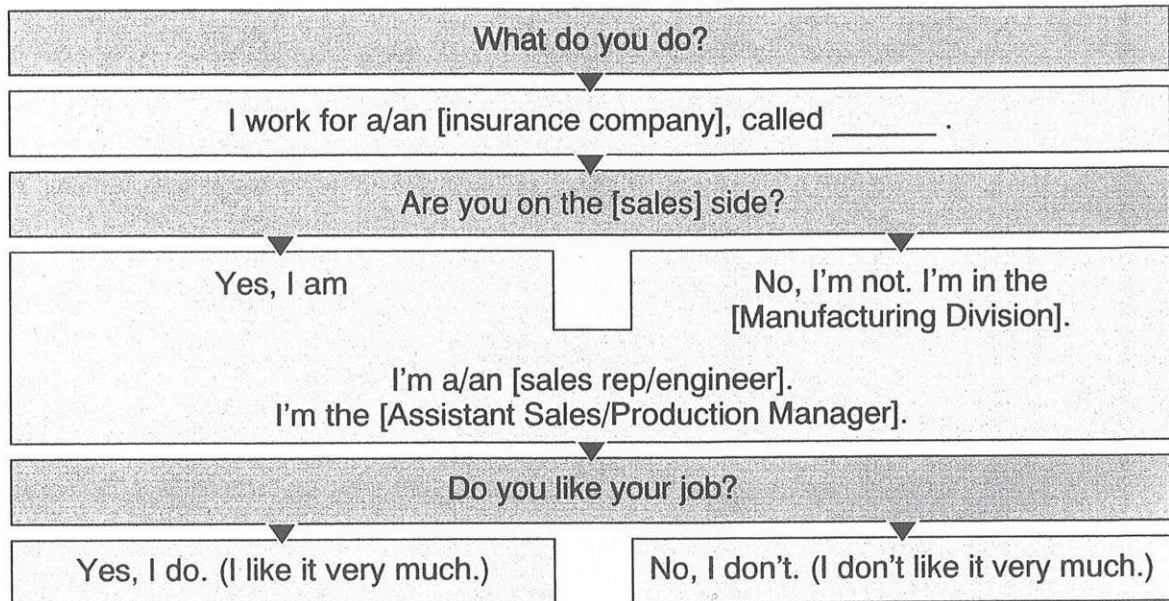 What do you do?
I work for a/an [insurance company], called _______ .
Are you on the [sales] side?
Yes, I am
No, I'm not. I'm in the
[Manufacturing Division].
I'm a/an [sales rep/engineer].
I'm the [Assistant Sales/Production Manager].
Do you like your job?
Yes, I do. (I like it very much.)
No, I don't. (I don't like it very much.)